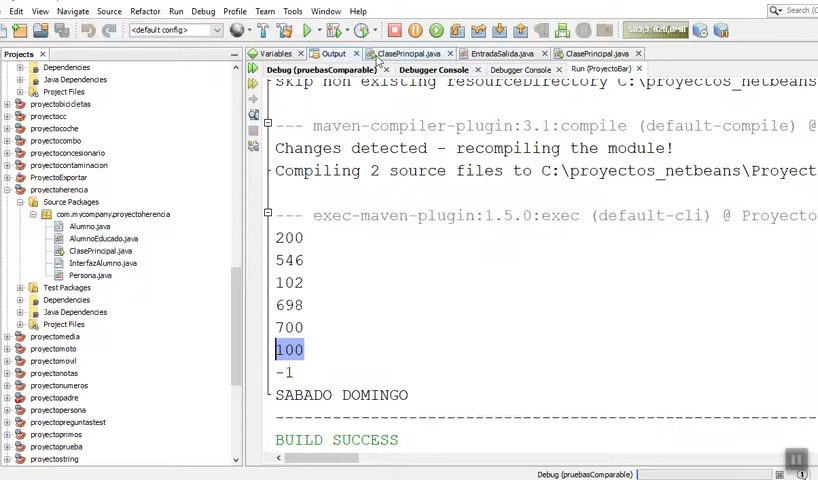 Edit View Navigate Source Refactor Run Debug Profile Team Tools Window Help
Search (
<default config>
583,3 / 820,0MB
Projects
Variables
Output
ClasePrincipal.java
EntradaSalida.java
ClasePrincipal.java
Debug (pruebasComparable)
Debugger Console
Debugger Console
Run (ProyectoBar)
Dependencies
Java Dependencies
Project Files
proyectobicicletas
proyectocc
proyectocoche
proyectocombo
proyectoconcesionario
proyectocontaminacion
ProyectoExportar
proyectoherencia
Source Packages
com.mycompany.proyectoherencia
Alumno.java
AlumnoEducado.java
ClasePrincipal.java
InterfazAlumno.java
Persona.java
Test Packages
Dependencies
Java Dependencies
Project Files
proyectomedia
proyectomoto
proyectomovil
proyectonotas
proyectonumeros
proyectopadre
proyectopersona
proyectopreguntastest
proyectoprimos
proyectoprueba
proyectostring
skip non existing resourceDirectory C:\proyectos_netbeans
--- maven-compiler-plugin:3.1:compile (default-compile) @
Changes detected - recompiling the module!
Compiling 2 source files to C:\proyectos_netbeans\Proyect
--- exec-maven-plugin:1.5.0:exec (default-cli) @ Proyecto
200
546
102
698
700
100
-1
SABADO DOMINGO
------------------------------------------------------------------------
BUILD SUCCESS
Debug (pruebasComparable)